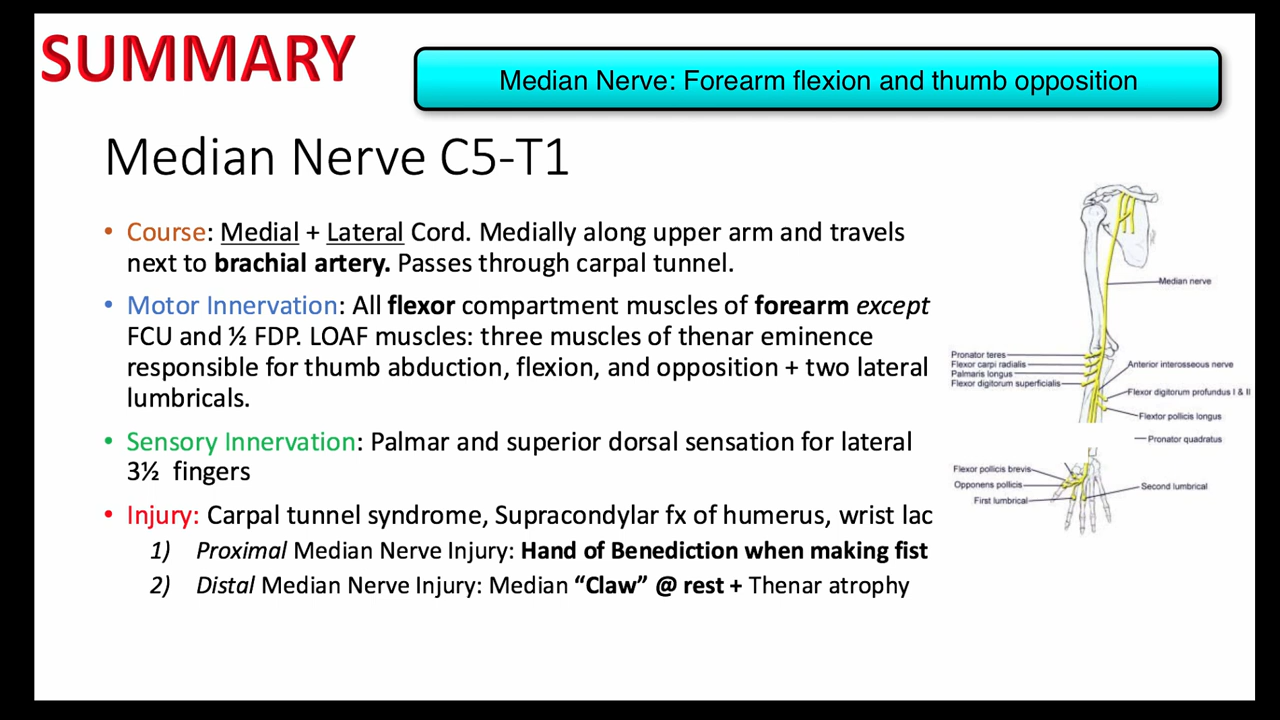 SUMMARY
Median Nerve: Forearm flexion and thumb opposition
Median Nerve C5-T1
• Course: Medial + Lateral Cord. Medially along upper arm and travels
next to brachial artery. Passes through carpal tunnel.
• Motor Innervation: All flexor compartment muscles of forearm except
FCU and ½ FDP. LOAF muscles: three muscles of thenar eminence
responsible for thumb abduction, flexion, and opposition + two lateral
lumbricals.
• Sensory Innervation: Palmar and superior dorsal sensation for lateral
3½ fingers
• Injury: Carpal tunnel syndrome, Supracondylar fx of humerus, wrist lac
1) Proximal Median Nerve Injury: Hand of Benediction when making fist
2) Distal Median Nerve Injury: Median “Claw” @ rest + Thenar atrophy
Median nerve
Pronator teres
Flexor carpi radialis
Palmaris longus
Flexor digitorum superficialis
Anterior interosseous nerve
Flexor digitorum profundus I & II
Flextor pollicis longus
Pronator quadratus
Flexor pollicis brevis
Opponens pollicis
First lumbrical
Second lumbrical